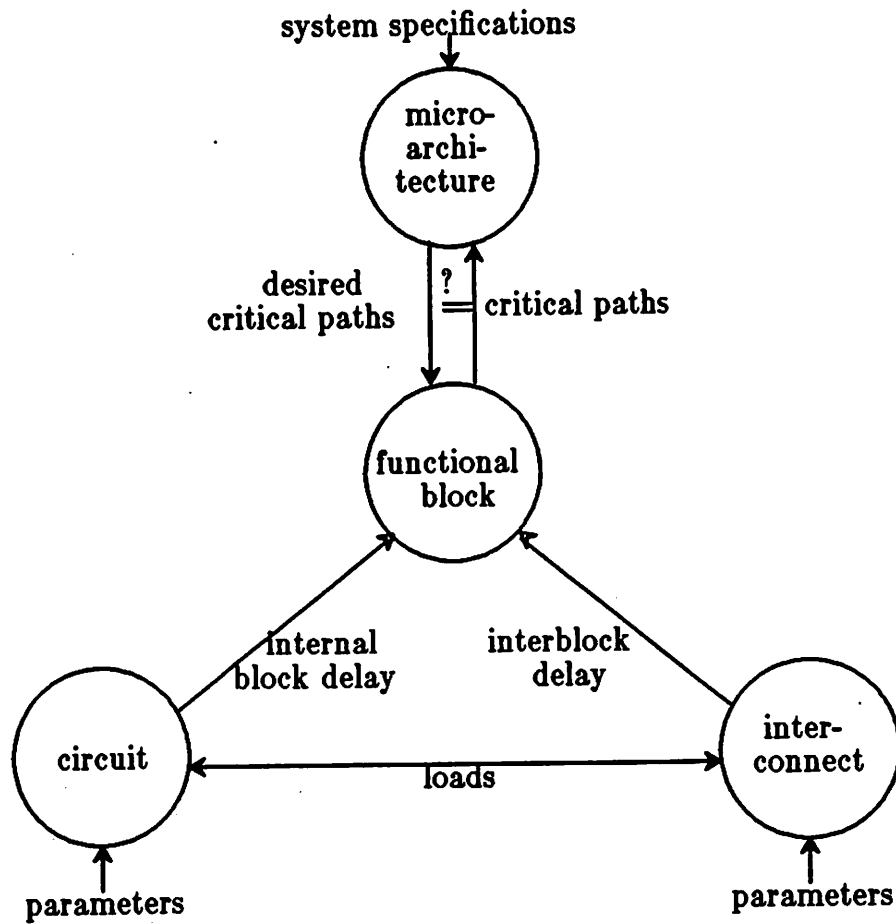 system specifications
micro-
archi-
tecture
desired
critical paths
?
=
critical paths
functional
block
internal
block delay
interblock
delay
circuit
inter-
connect
loads
parameters
parameters